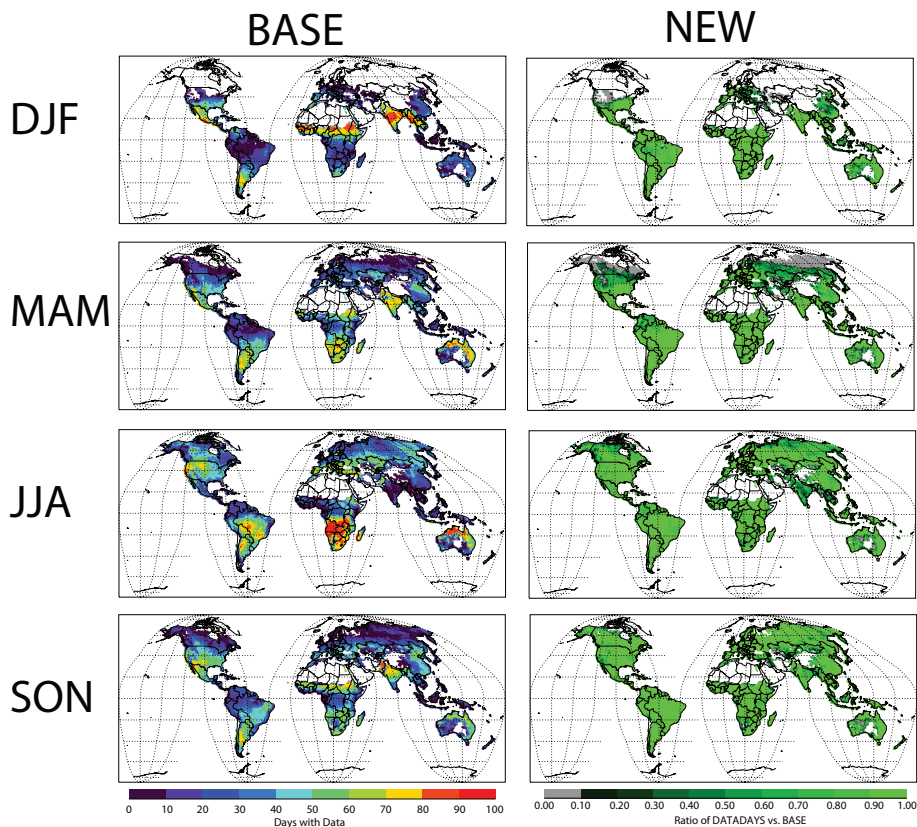 BASE
NEW
DJF
MAM
JJA
SON
0 10 20 30 40 50 60 70 80 90 100
Days with Data
0.00 0.10 0.20 0.30 0.40 0.50 0.60 0.70 0.80 0.90 1.00
Ratio of DATADAYS vs. BASE